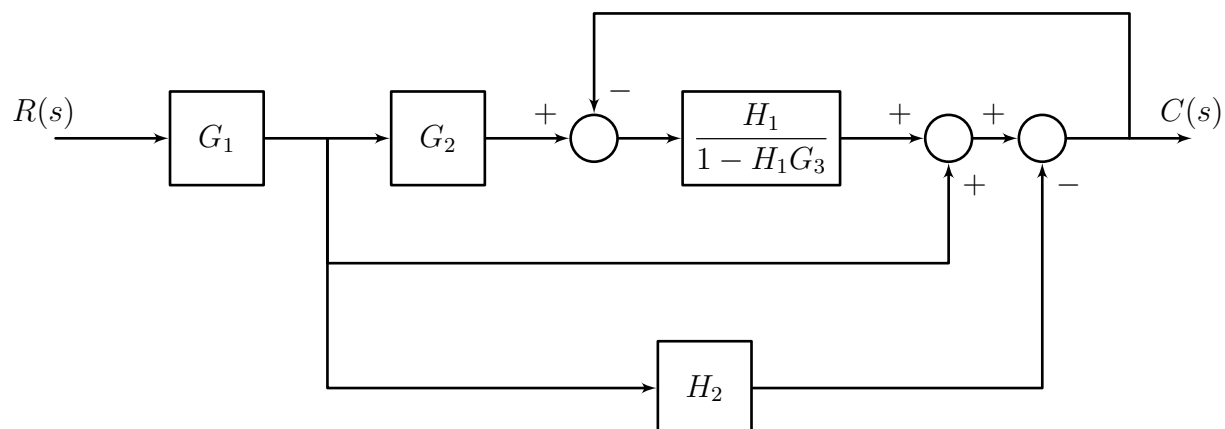 R(s)
G₁
G₂
+
−
H₁
1 − H₁G₃
+
+
+
−
C(s)
H₂